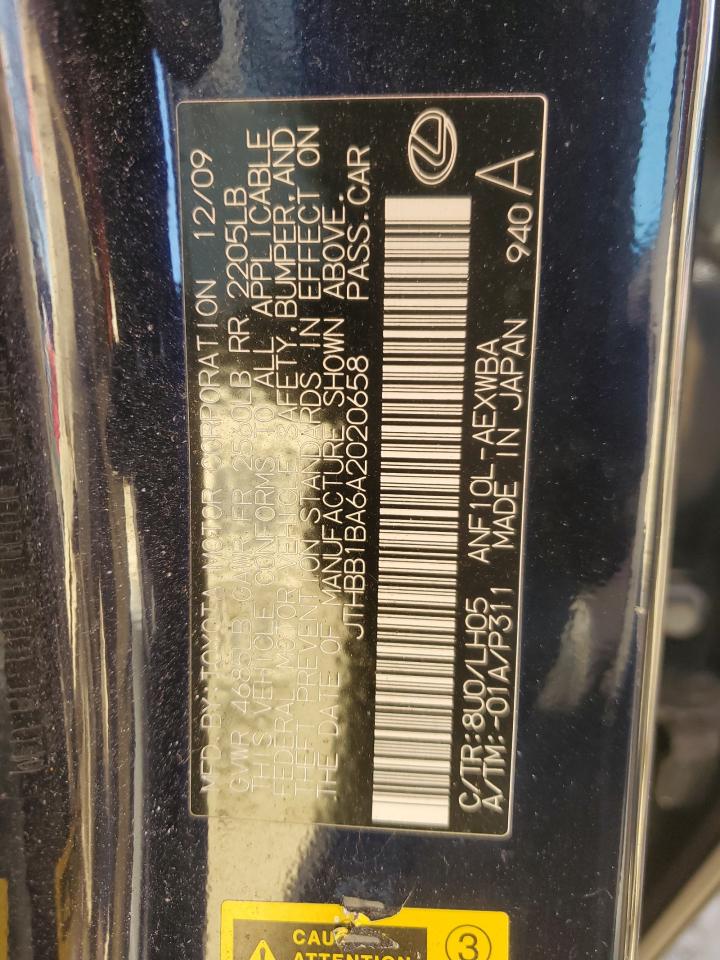 MFD.BY:TOYOTA MOTOR CORPORATION 12/09
GVWR 4685LB GAWR FR 2560LB RR 2205LB
THIS VEHICLE CONFORMS TO ALL APPLICABLE
FEDERAL MOTOR VEHICLE SAFETY,BUMPER,AND
THEFT PREVENTION STANDARDS IN EFFECT ON
THE DATE OF MANUFACTURE SHOWN ABOVE.
JTHBB1BA6A2020658 PASS.CAR
C/TR:8U0/LH05 ANF10L-AEXWBA
A/TM:-01A/P311 MADE IN JAPAN 940 A
ATTENTION
3